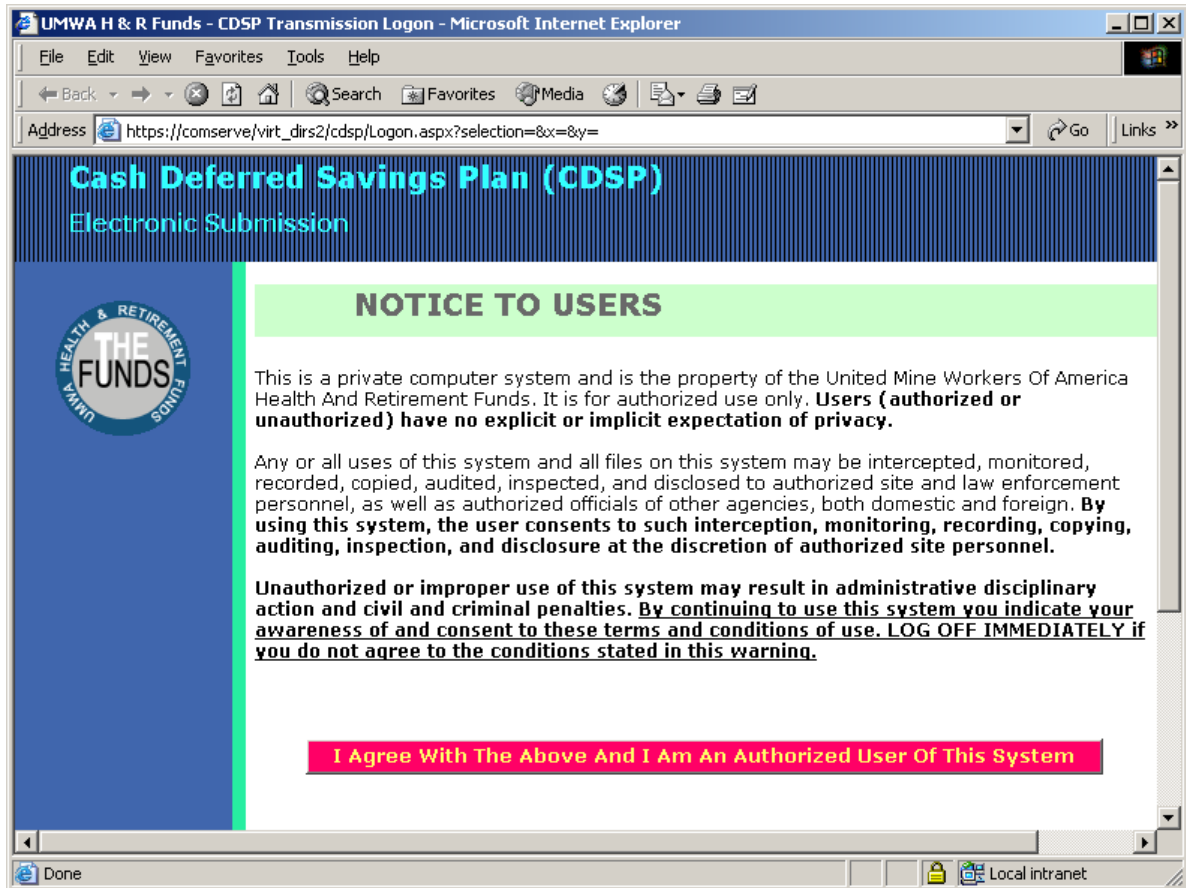 UMWA H & R Funds - CDSP Transmission Logon - Microsoft Internet Explorer
File Edit View Favorites Tools Help
Back Search Favorites Media
Address https://comserve/virt_dirs2/cdsp/Logon.aspx?selection=&x=&y= Go Links »
Cash Deferred Savings Plan (CDSP)
Electronic Submission
UMWA HEALTH & RETIREMENT FUNDS
THE
FUNDS
NOTICE TO USERS
This is a private computer system and is the property of the United Mine Workers Of America
Health And Retirement Funds. It is for authorized use only. Users (authorized or
unauthorized) have no explicit or implicit expectation of privacy.
Any or all uses of this system and all files on this system may be intercepted, monitored,
recorded, copied, audited, inspected, and disclosed to authorized site and law enforcement
personnel, as well as authorized officials of other agencies, both domestic and foreign. By
using this system, the user consents to such interception, monitoring, recording, copying,
auditing, inspection, and disclosure at the discretion of authorized site personnel.
Unauthorized or improper use of this system may result in administrative disciplinary
action and civil and criminal penalties. By continuing to use this system you indicate your
awareness of and consent to these terms and conditions of use. LOG OFF IMMEDIATELY if
you do not agree to the conditions stated in this warning.
I Agree With The Above And I Am An Authorized User Of This System
Done Local intranet